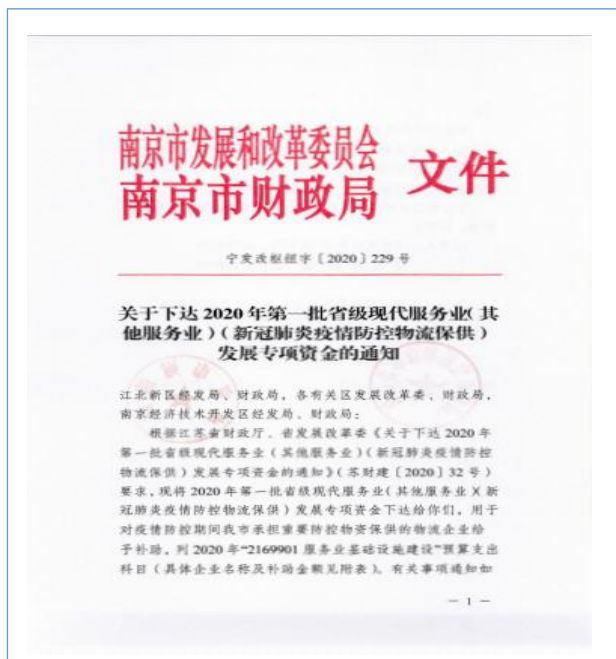 南京市发展和改革委员会
南京市财政局
文件
宁发改枢纽字〔2020〕229号
关于下达2020年第一批省级现代服务业(其
他服务业)(新冠肺炎疫情防控物流保供)
发展专项资金的通知
江北新区经发局、财政局,各有关区发展改革委、财政局,
南京经济技术开发区经发局、财政局:
根据江苏省财政厅、省发展改革委《关于下达2020年
第一批省级现代服务业(其他服务业)(新冠肺炎疫情防控
物流保供)发展专项资金的通知》(苏财建〔2020〕32号)
要求,现将2020年第一批省级现代服务业(其他服务业)(新
冠肺炎疫情防控物流保供)发展专项资金下达给你们,用于
对疫情防控期间我市承担重要防控物资保供的物流企业给
予补助,列2020年“2169901服务业基础设施建设”预算支出
科目(具体企业名称及补助金额见附表)。有关事项通知如
— 1 —